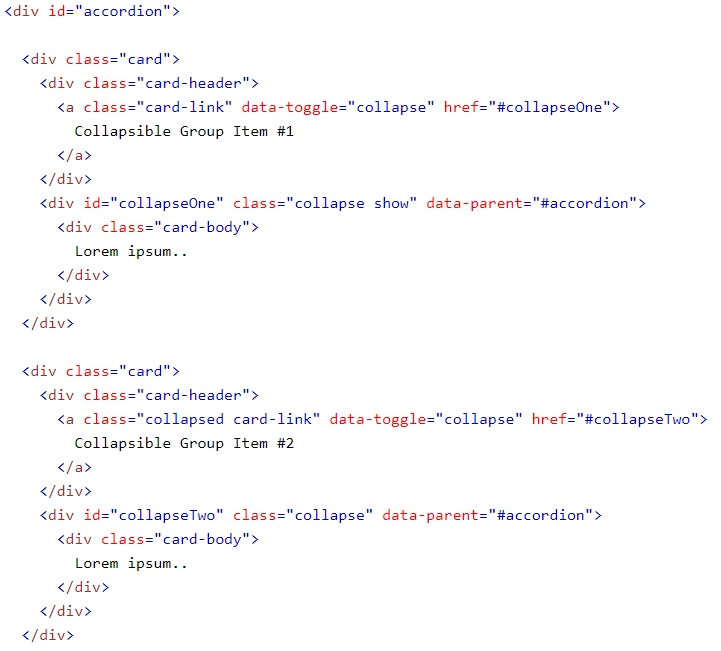 <div id="accordion">

  <div class="card">
    <div class="card-header">
      <a class="card-link" data-toggle="collapse" href="#collapseOne">
        Collapsible Group Item #1
      </a>
    </div>
    <div id="collapseOne" class="collapse show" data-parent="#accordion">
      <div class="card-body">
        Lorem ipsum..
      </div>
    </div>
  </div>

  <div class="card">
    <div class="card-header">
      <a class="collapsed card-link" data-toggle="collapse" href="#collapseTwo">
        Collapsible Group Item #2
      </a>
    </div>
    <div id="collapseTwo" class="collapse" data-parent="#accordion">
      <div class="card-body">
        Lorem ipsum..
      </div>
    </div>
  </div>